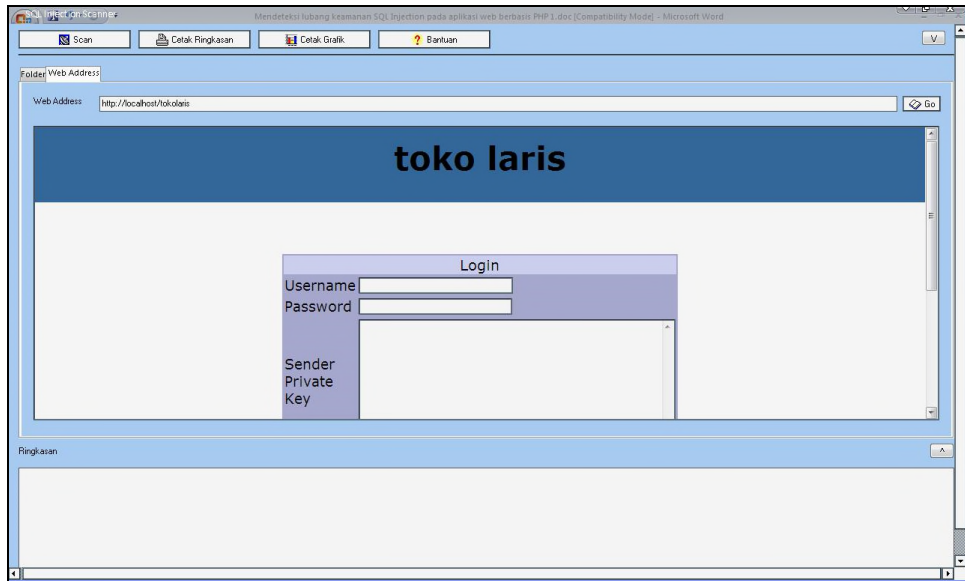 SQL Injection Scanner
Mendeteksi lubang keamanan SQL Injection pada aplikasi web berbasis PHP 1.doc [Compatibility Mode] - Microsoft Word
Scan
Cetak Ringkasan
Cetak Grafik
? Bantuan
V
Folder
Web Address
Web Address
http://localhost/tokolaris
Go
toko laris
Login
Username
Password
Sender
Private
Key
Ringkasan
^